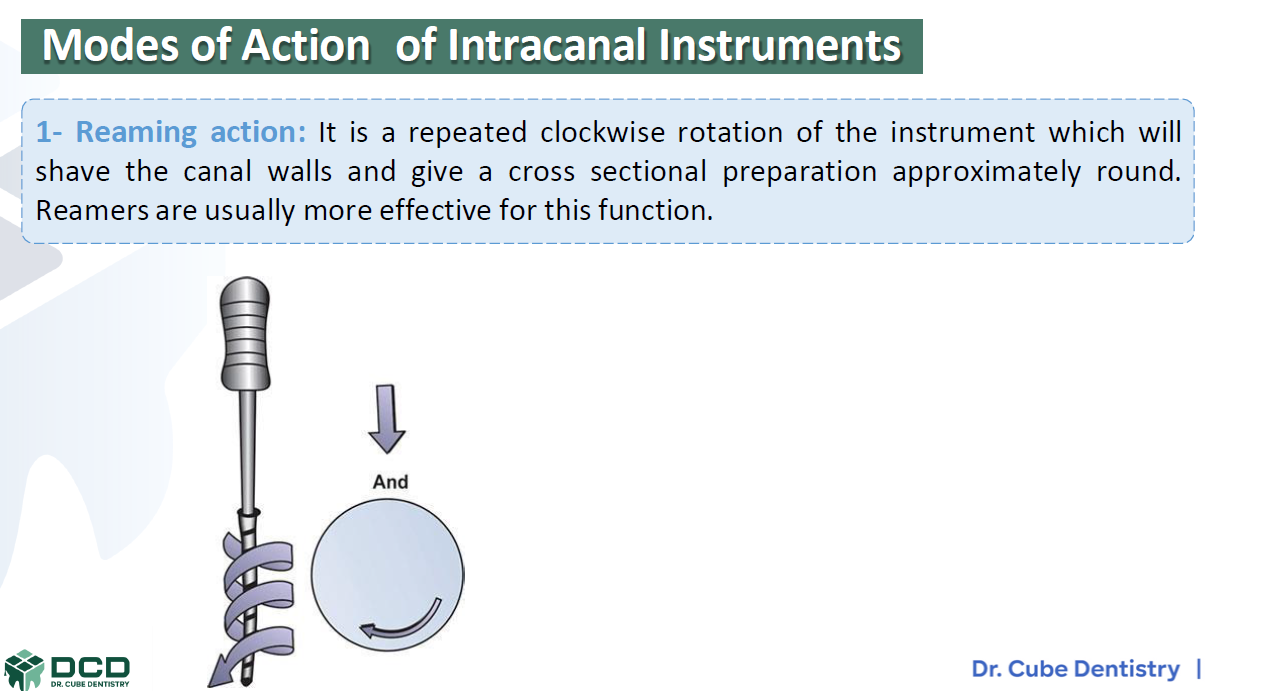 Modes of Action of Intracanal Instruments
1- Reaming action: It is a repeated clockwise rotation of the instrument which will
shave the canal walls and give a cross sectional preparation approximately round.
Reamers are usually more effective for this function.
And
DCD
DR. CUBE DENTISTRY
Dr. Cube Dentistry |